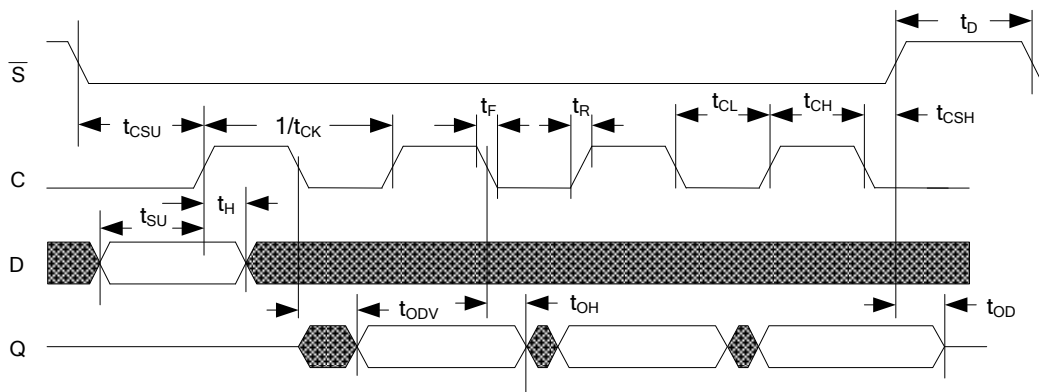 t_D
S̅
t_F t_R t_CL t_CH
t_CSU 1/t_CK t_CSH
C
t_SU t_H
D
t_ODV t_OH t_OD
Q